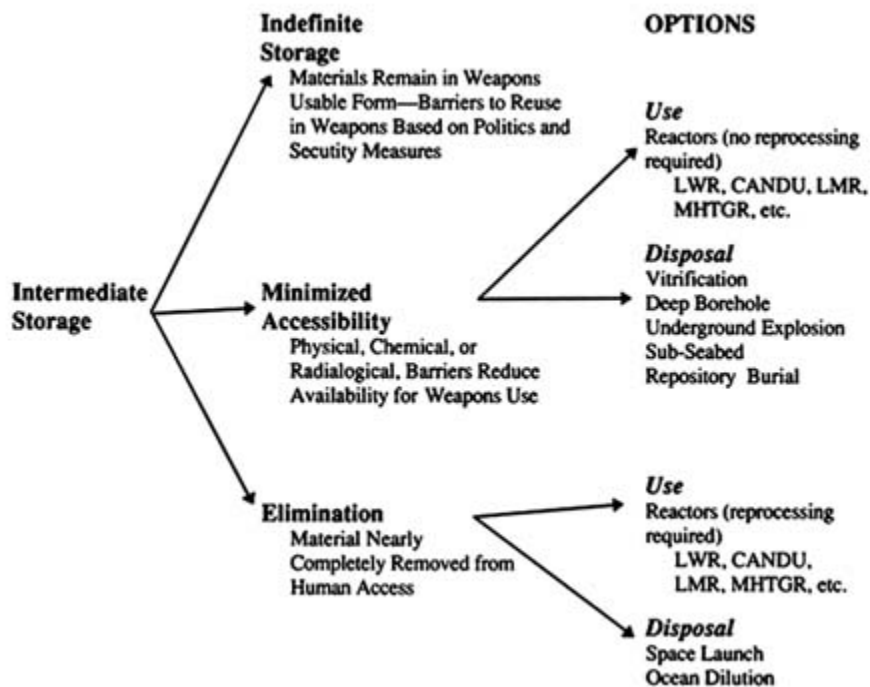 Indefinite
Storage
Materials Remain in Weapons
Usable Form—Barriers to Reuse
in Weapons Based on Politics and
Secutity Measures
OPTIONS
Intermediate
Storage
Minimized
Accessibility
Physical, Chemical, or
Radialogical, Barriers Reduce
Availability for Weapons Use
Use
Reactors (no reprocessing
required)
LWR, CANDU, LMR,
MHTGR, etc.
Disposal
Vitrification
Deep Borehole
Underground Explosion
Sub-Seabed
Repository Burial
Elimination
Material Nearly
Completely Removed from
Human Access
Use
Reactors (reprocessing
required)
LWR, CANDU,
LMR, MHTGR, etc.
Disposal
Space Launch
Ocean Dilution